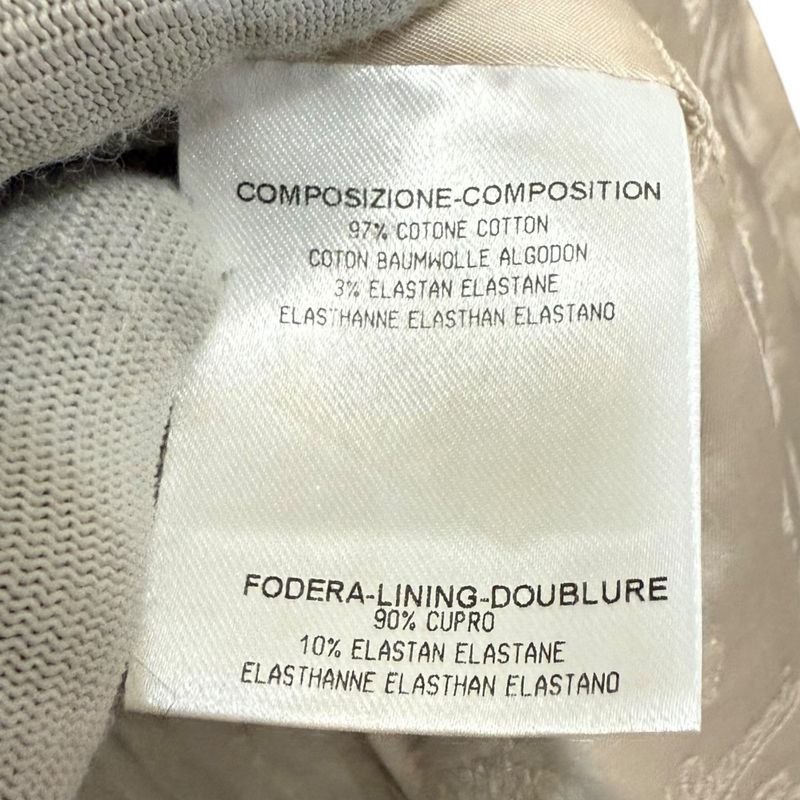 COMPOSIZIONE-COMPOSITION
97% COTONE COTTON
COTON BAUMWOLLE ALGODON
3% ELASTAN ELASTANE
ELASTHANNE ELASTHAN ELASTANO
FODERA-LINING-DOUBLURE
90% CUPRO
10% ELASTAN ELASTANE
ELASTHANNE ELASTHAN ELASTANO